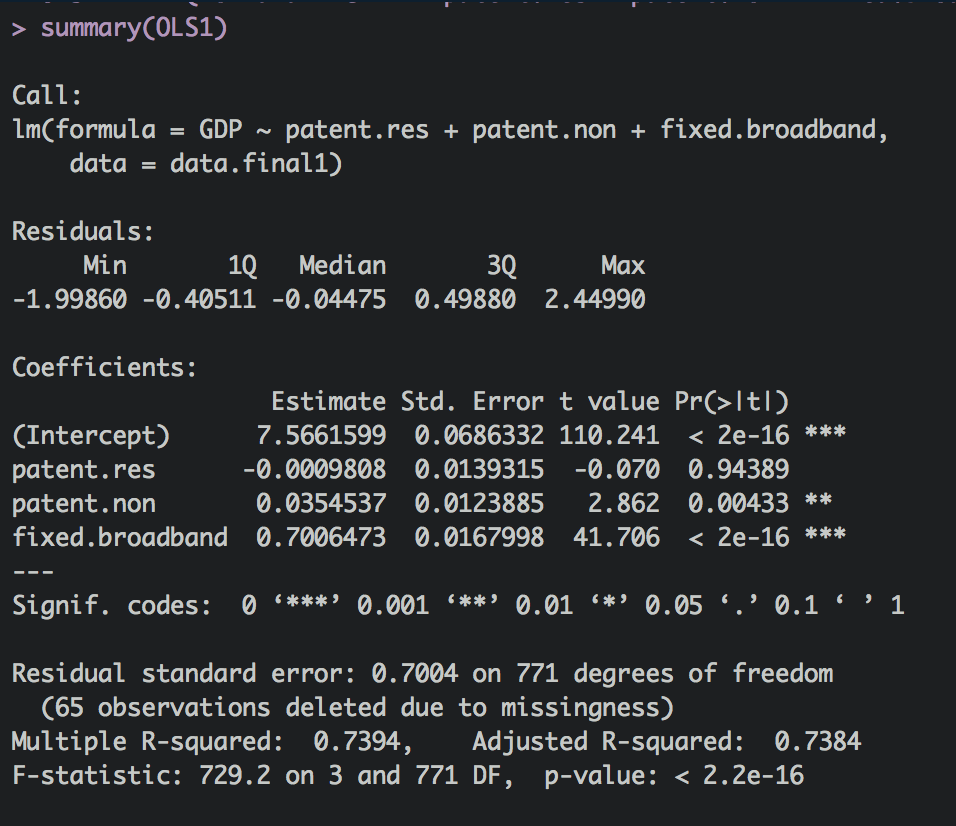 > summary(OLS1)
Call:
lm(formula = GDP ~ patent.res + patent.non + fixed.broadband,
    data = data.final1)
Residuals:
     Min       1Q   Median       3Q      Max
-1.99860 -0.40511 -0.04475  0.49880  2.44990
Coefficients:
                  Estimate Std. Error t value Pr(>|t|)
(Intercept)      7.5661599  0.0686332 110.241  < 2e-16 ***
patent.res      -0.0009808  0.0139315  -0.070  0.94389
patent.non       0.0354537  0.0123885   2.862  0.00433 **
fixed.broadband  0.7006473  0.0167998  41.706  < 2e-16 ***
---
Signif. codes:  0 ‘***’ 0.001 ‘**’ 0.01 ‘*’ 0.05 ‘.’ 0.1 ‘ ’ 1
Residual standard error: 0.7004 on 771 degrees of freedom
  (65 observations deleted due to missingness)
Multiple R-squared:  0.7394,    Adjusted R-squared:  0.7384
F-statistic: 729.2 on 3 and 771 DF,  p-value: < 2.2e-16